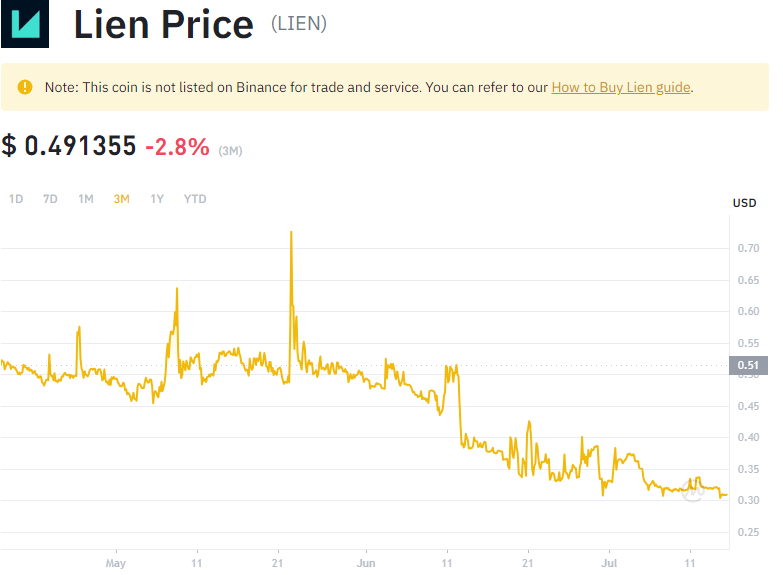 Lien Price (LIEN)
Note: This coin is not listed on Binance for trade and service. You can refer to our How to Buy Lien guide.
$ 0.491355 -2.8% (3M)
1D 7D 1M 3M 1Y YTD
USD
0.70
0.65
0.60
0.55
0.51
0.50
0.45
0.40
0.35
0.30
0.25
May 11 21 Jun 11 21 Jul 11